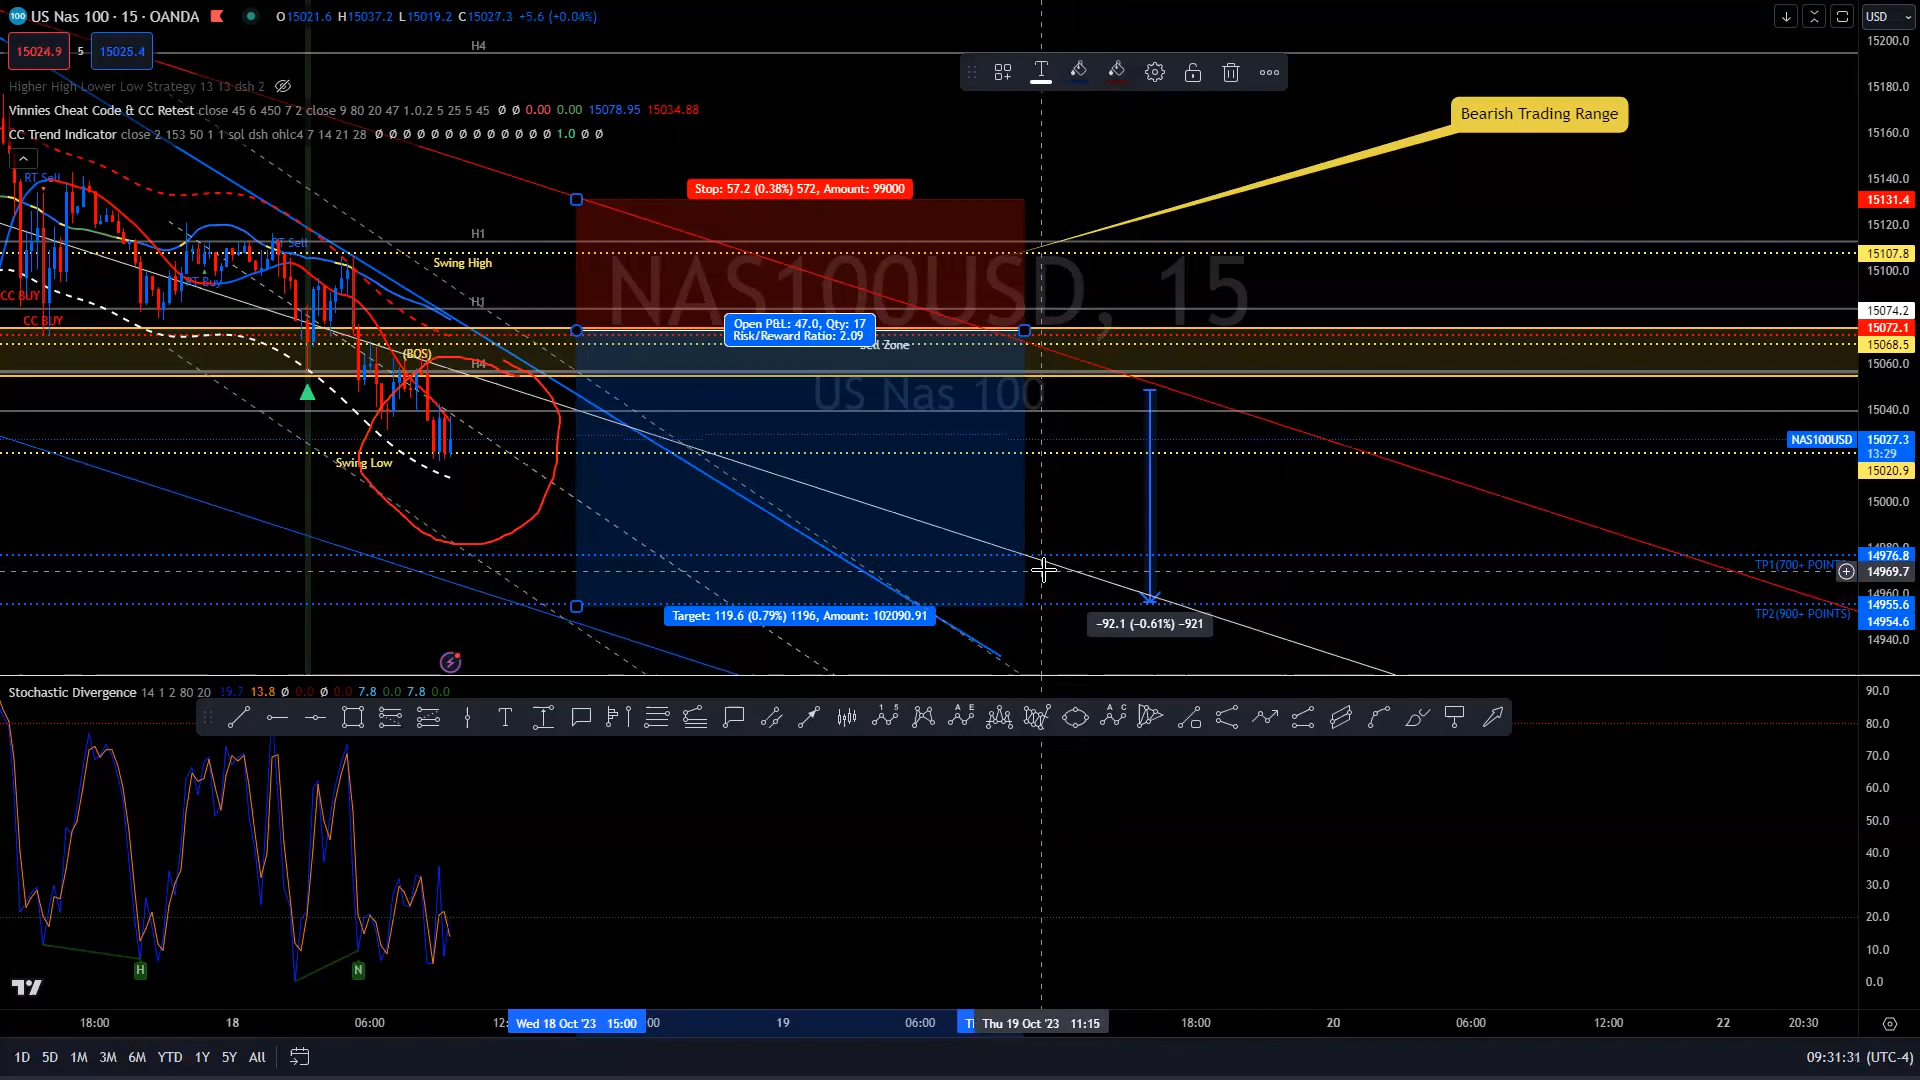 100 US Nas 100 · 15 · OANDA O15021.6 H15037.2 L15019.2 C15027.3 +5.6 (+0.04%)
15024.9 5 15025.4
Higher High Lower Low Strategy 13 13 dsh 2
Vinnies Cheat Code & CC Retest close 45 6 450 7 2 close 9 80 20 47 1.0.2 5 25 5 45 Ø Ø 0.00 0.00 15078.95 15034.88
CC Trend Indicator close 2 153 50 1 1 sol dsh ohlc4 7 14 21 28 Ø Ø Ø Ø Ø Ø Ø Ø Ø Ø Ø Ø Ø 1.0 Ø Ø
H4
Bearish Trading Range
RT Sell
Stop: 57.2 (0.38%) 572, Amount: 99000
H1
RT Sell
Swing High
RT Buy
CC BUY
H1
CC BUY
NAS100USD, 15
Open P&L: 47.0, Qty: 17
Risk/Reward Ratio: 2.09
Zone
(BOS)
H4
US Nas 100
Swing Low
TP1(700+ POIN
TP2(900+ POINTS)
Target: 119.6 (0.79%) 1196, Amount: 102090.91
−92.1 (−0.61%) −921
USD
15200.0
15180.0
15160.0
15140.0
15131.4
15120.0
15107.8
15100.0
15074.2
15072.1
15068.5
15060.0
15040.0
NAS100USD 15027.3
13:29
15020.9
15000.0
14976.8
14969.7
14955.6
14954.6
14940.0
Stochastic Divergence 14 1 2 80 20 19.7 13.8 Ø 0.0 Ø 0.0 7.8 0.0 7.8 0.0
90.0
80.0
70.0
60.0
50.0
40.0
30.0
20.0
10.0
0.0
H
N
18:00 18 06:00 12: Wed 18 Oct '23 15:00 :00 19 06:00 Thu 19 Oct '23 11:15 18:00 20 06:00 12:00 22 20:30
1D 5D 1M 3M 6M YTD 1Y 5Y All 09:31:31 (UTC-4)